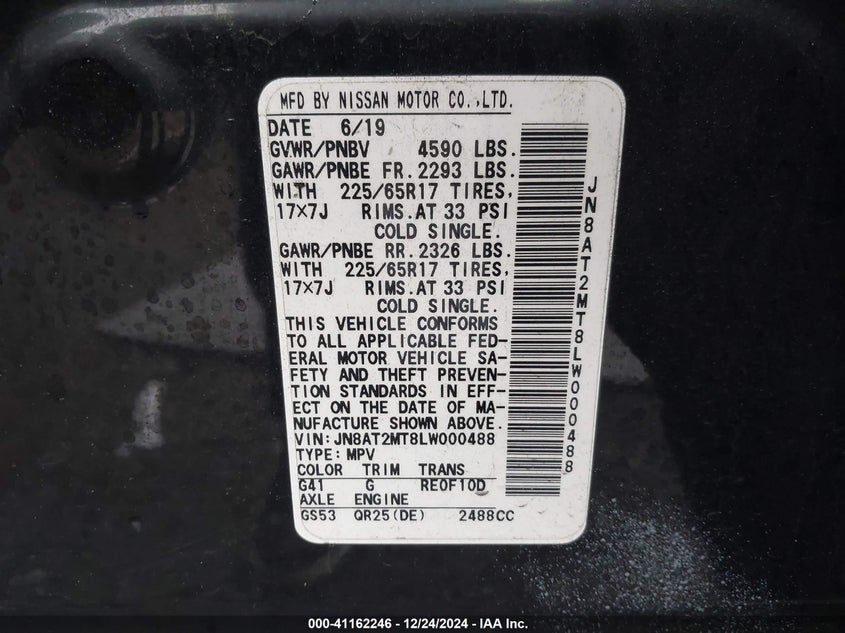 MFD BY NISSAN MOTOR CO.,LTD.
DATE 6/19
GVWR/PNBV 4590 LBS.
GAWR/PNBE FR. 2293 LBS.
WITH 225/65R17 TIRES,
17×7J RIMS.AT 33 PSI
COLD SINGLE.
GAWR/PNBE RR. 2326 LBS.
WITH 225/65R17 TIRES,
17×7J RIMS.AT 33 PSI
COLD SINGLE.
THIS VEHICLE CONFORMS
TO ALL APPLICABLE FED-
ERAL MOTOR VEHICLE SA-
FETY AND THEFT PREVEN-
TION STANDARDS IN EFF-
ECT ON THE DATE OF MA-
NUFACTURE SHOWN ABOVE.
VIN: JN8AT2MT8LW000488
TYPE: MPV
COLOR TRIM TRANS
G41 G RE0F10D
AXLE ENGINE
GS53 QR25(DE) 2488CC
JN8AT2MT8LW000488
000-41162246 - 12/24/2024 - IAA Inc.